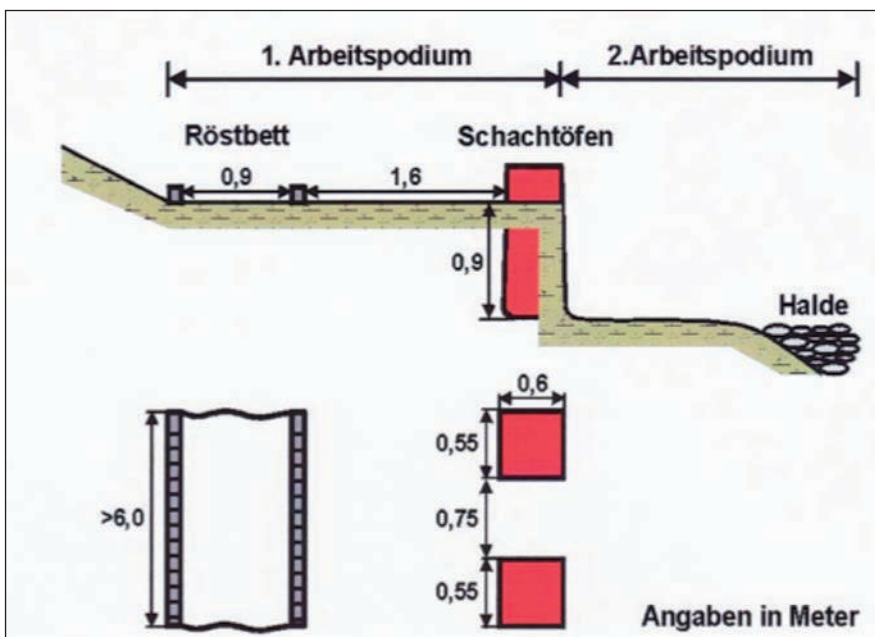 1. Arbeitspodium
2.Arbeitspodium
Röstbett
Schachtöfen
0,9
1,6
0,9
Halde
0,6
0,55
>6,0
0,75
0,55
Angaben in Meter